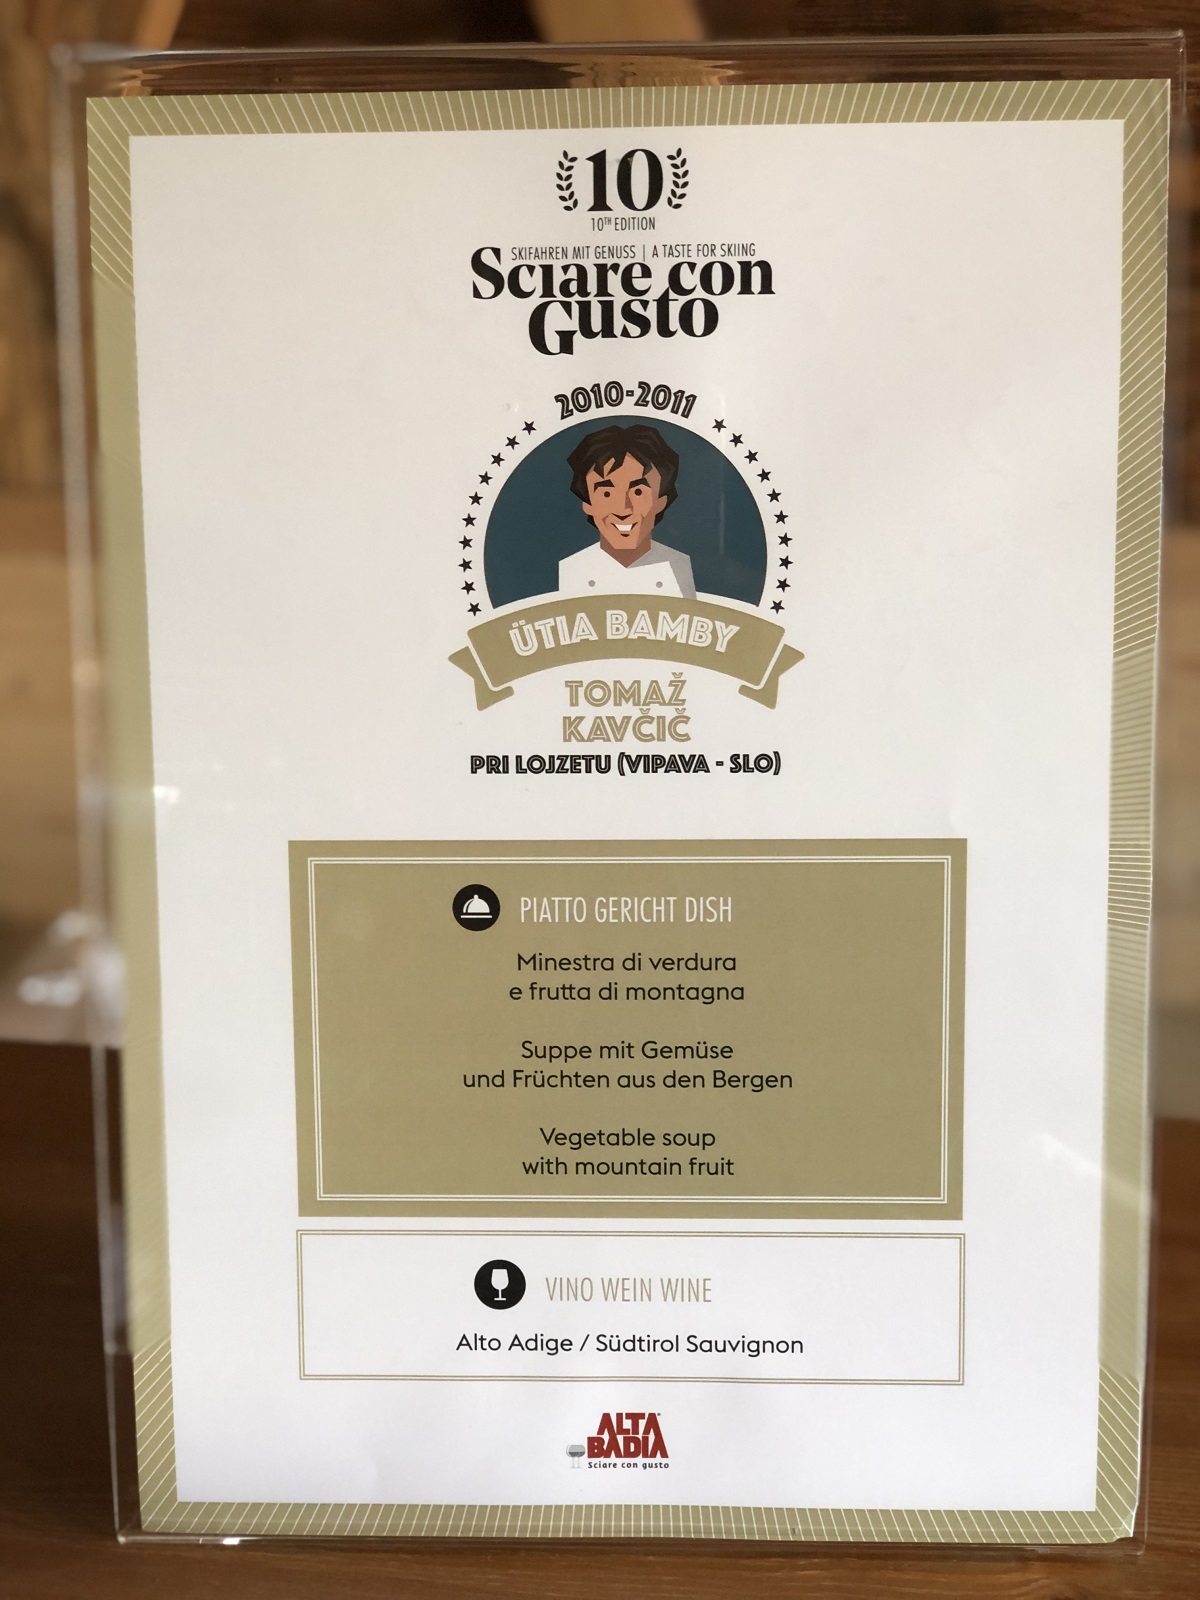 10
10TH EDITION
SKIFAHREN MIT GENUSS | A TASTE FOR SKIING
Sciare con
Gusto
2010-2011
ÜTIA BAMBY
TOMAŽ
KAVČIČ
PRI LOJZETU (VIPAVA - SLO)
PIATTO GERICHT DISH
Minestra di verdura
e frutta di montagna
Suppe mit Gemüse
und Früchten aus den Bergen
Vegetable soup
with mountain fruit
VINO WEIN WINE
Alto Adige / Südtirol Sauvignon
ALTA
BADIA
Sciare con gusto